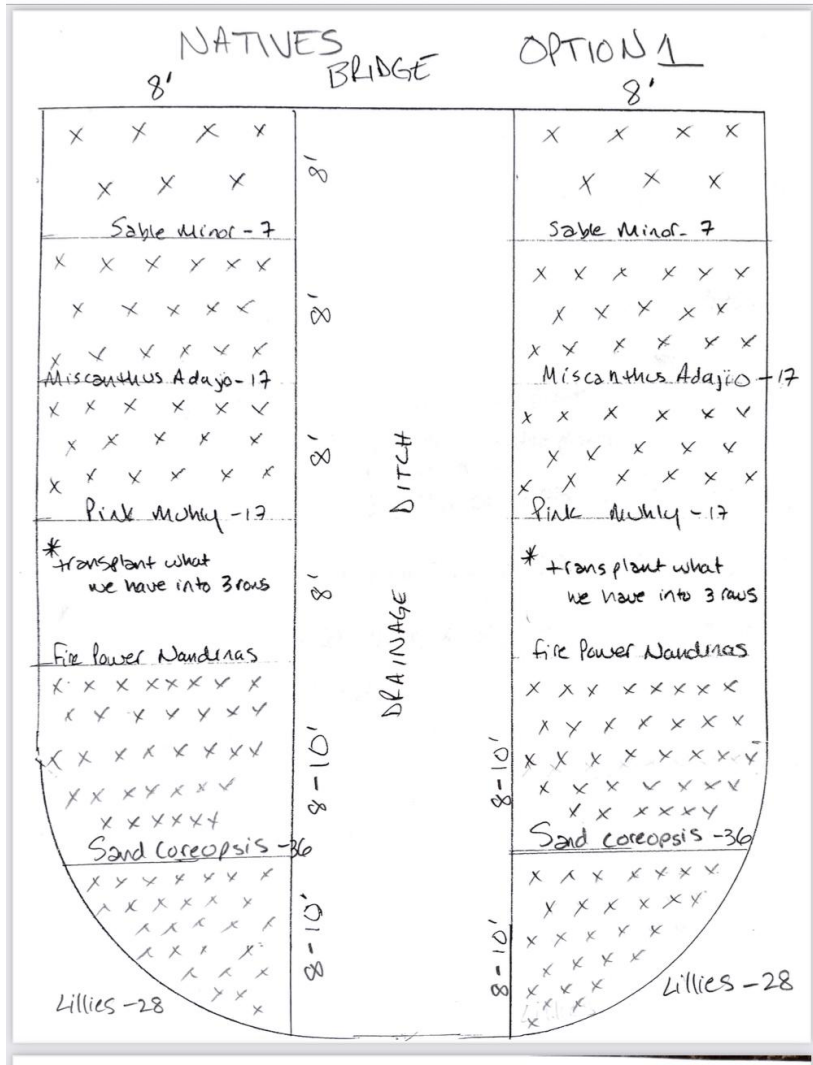 NATIVES
OPTION 1
BRIDGE
8'
8'
8'
Sable Minor - 7
Sable Minor - 7
8'
Miscanthus Adajo - 17
Miscanthus Adajio - 17
8'
DRAINAGE DITCH
Pink Muhly - 17
Pink Muhly - 17
* transplant what
we have into 3 rows
* transplant what
we have into 3 rows
8'
Fire Power Nandinas
Fire Power Nandinas
8-10'
8-10'
Sand Coreopsis - 36
Sand Coreopsis - 36
8-10'
8-10'
Lillies - 28
Lillies - 28